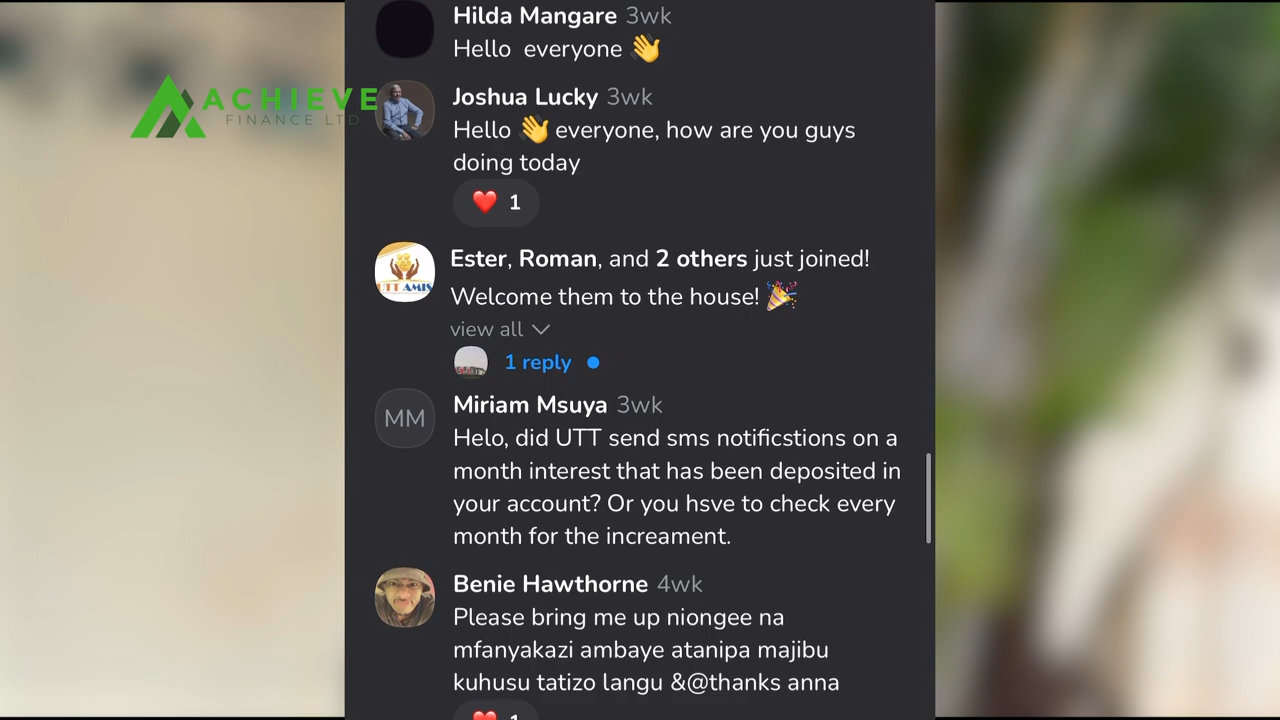 Hilda Mangare 3wk
Hello everyone 👋
ACHIEVE
FINANCE LTD
Joshua Lucky 3wk
Hello 👋 everyone, how are you guys
doing today
❤️ 1
Ester, Roman, and 2 others just joined!
Welcome them to the house! 🎉
UTT AMIS
view all
1 reply
MM
Miriam Msuya 3wk
Helo, did UTT send sms notificstions on a
month interest that has been deposited in
your account? Or you hsve to check every
month for the increament.
Benie Hawthorne 4wk
Please bring me up niongee na
mfanyakazi ambaye atanipa majibu
kuhusu tatizo langu &@thanks anna
❤️ 1